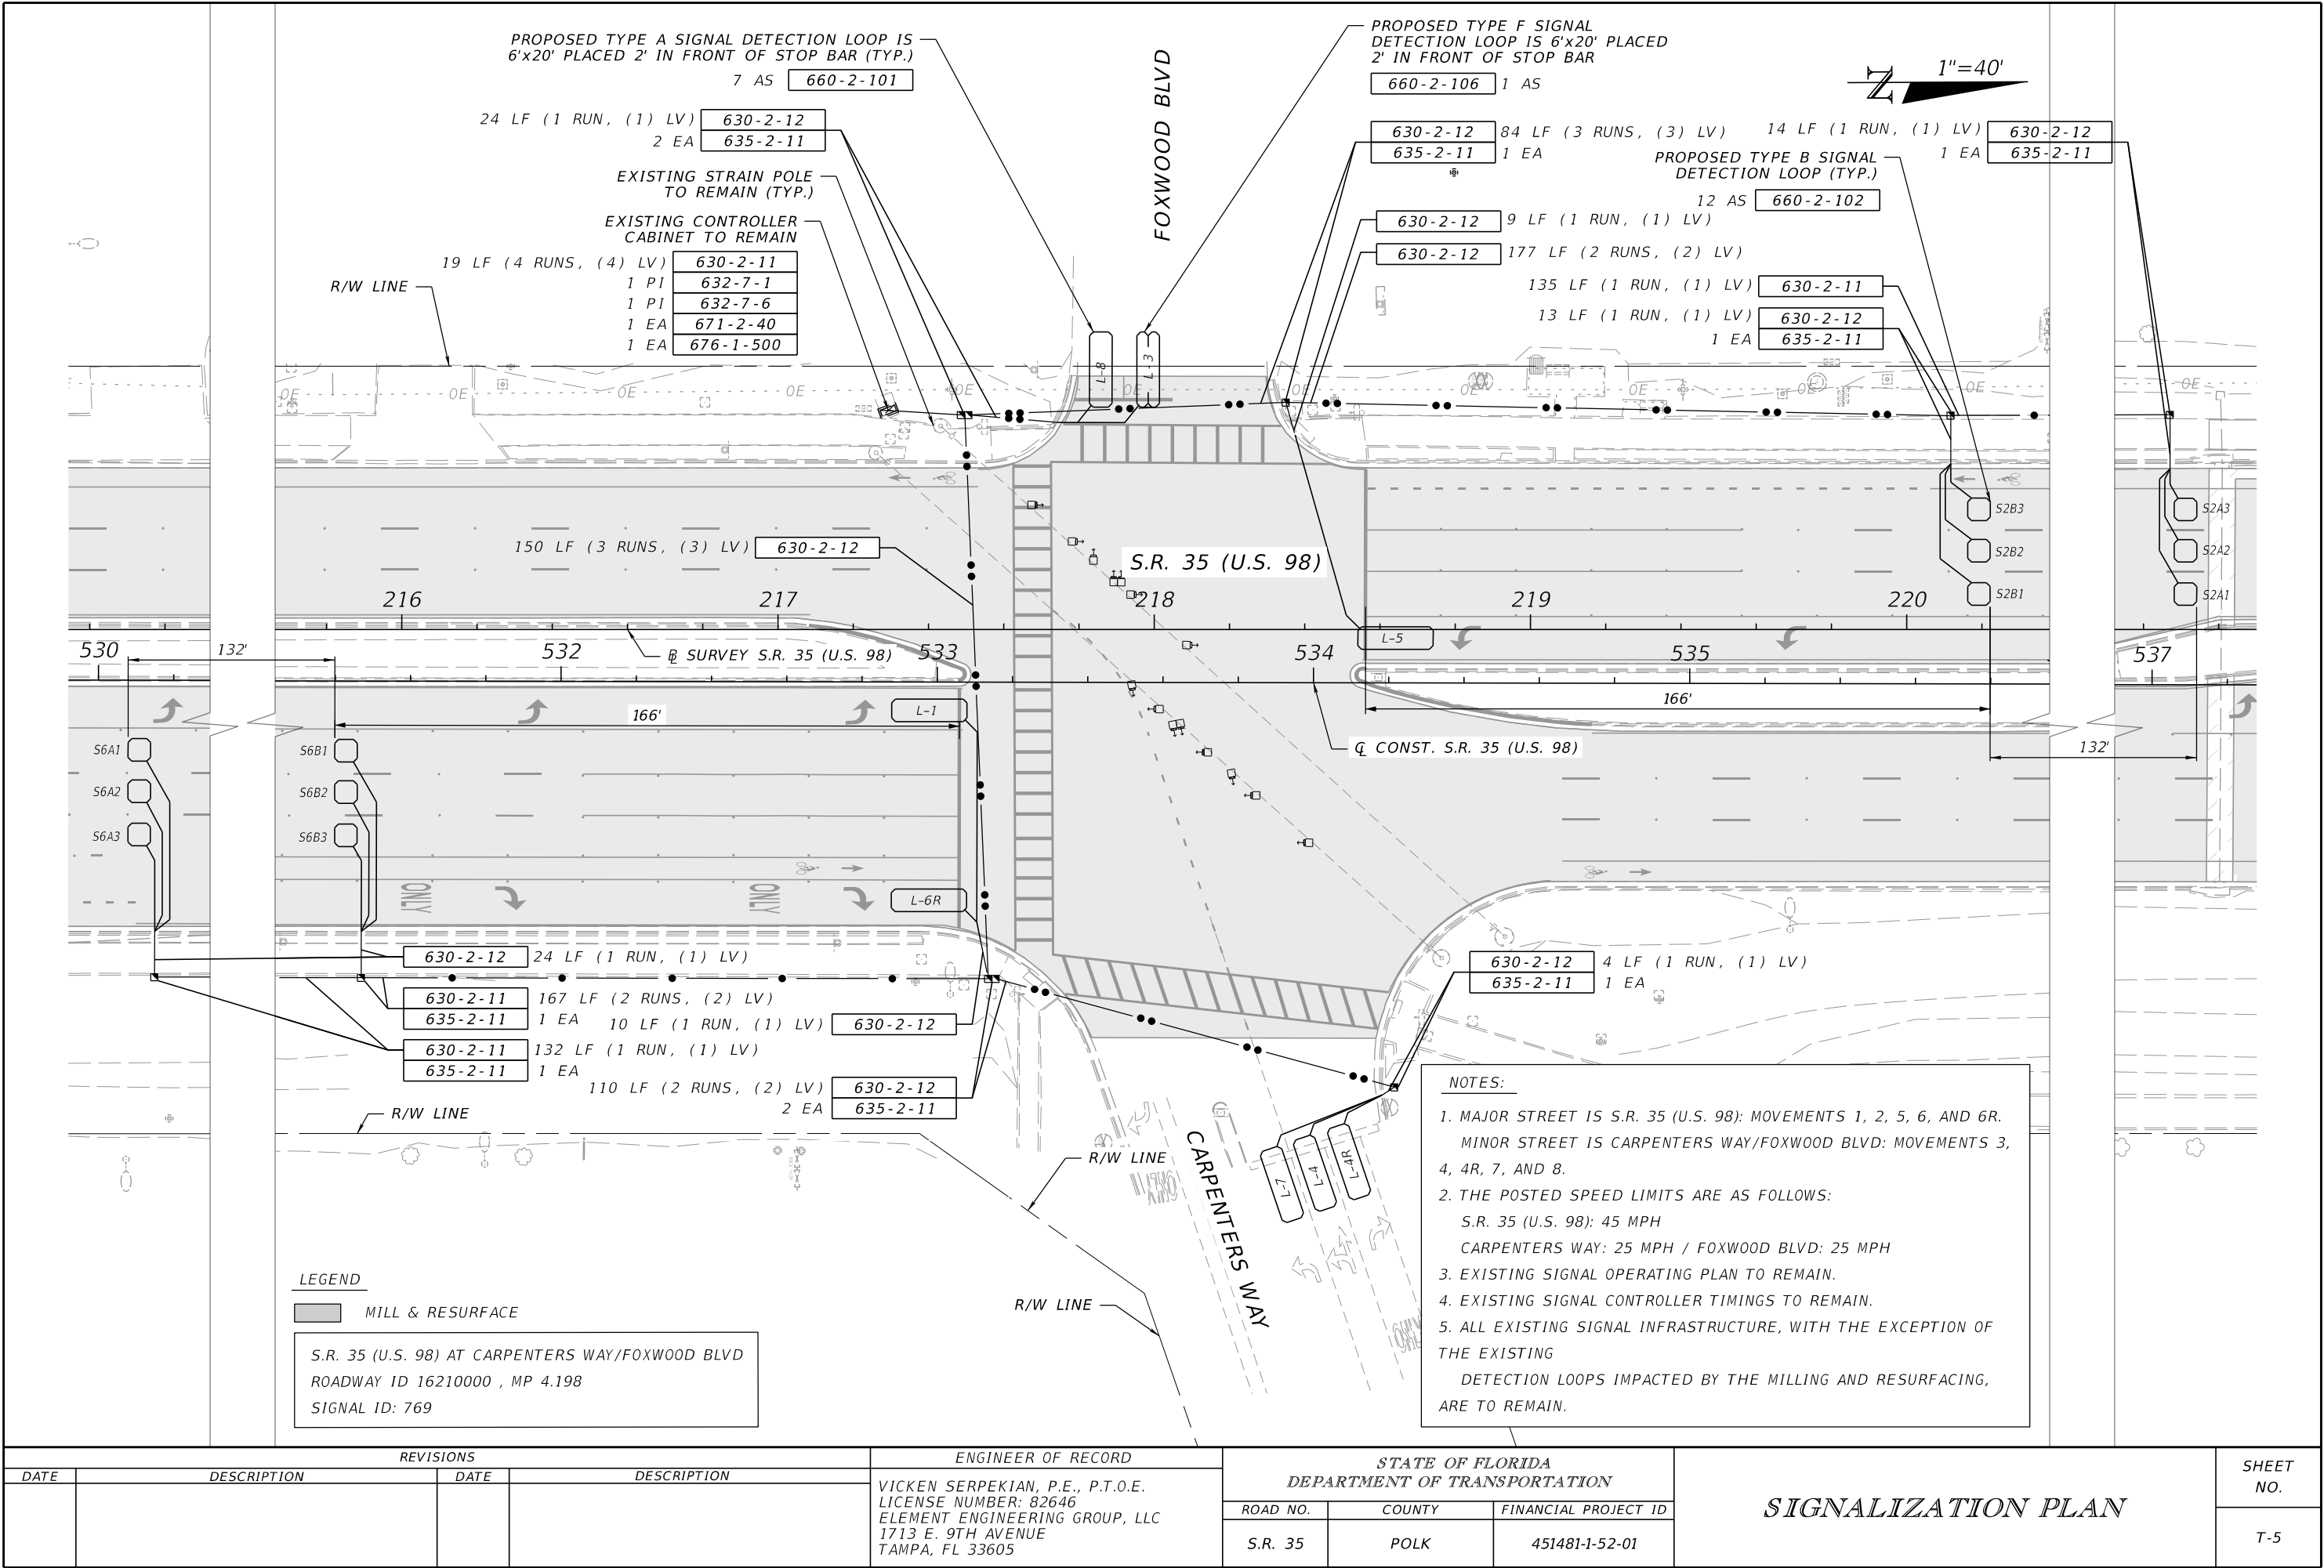 PROPOSED TYPE A SIGNAL DETECTION LOOP IS
6'x20' PLACED 2' IN FRONT OF STOP BAR (TYP.)
7 AS 660-2-101
24 LF (1 RUN, (1) LV) 630-2-12
2 EA 635-2-11
EXISTING STRAIN POLE
TO REMAIN (TYP.)
EXISTING CONTROLLER
CABINET TO REMAIN
19 LF (4 RUNS, (4) LV) 630-2-11
1 PI 632-7-1
1 PI 632-7-6
1 EA 671-2-40
1 EA 676-1-500
R/W LINE
FOXWOOD BLVD
PROPOSED TYPE F SIGNAL
DETECTION LOOP IS 6'x20' PLACED
2' IN FRONT OF STOP BAR
660-2-106 1 AS
N
1"=40'
630-2-12 84 LF (3 RUNS, (3) LV)
635-2-11 1 EA
14 LF (1 RUN, (1) LV) 630-2-12
1 EA 635-2-11
PROPOSED TYPE B SIGNAL
DETECTION LOOP (TYP.)
12 AS 660-2-102
630-2-12 9 LF (1 RUN, (1) LV)
630-2-12 177 LF (2 RUNS, (2) LV)
135 LF (1 RUN, (1) LV) 630-2-11
13 LF (1 RUN, (1) LV) 630-2-12
1 EA 635-2-11
L-8
L-3
OE OE OE OE OE OE OE OE OE OE
150 LF (3 RUNS, (3) LV) 630-2-12
S.R. 35 (U.S. 98)
S2B3
S2B2
S2B1
S2A3
S2A2
S2A1
216 217 218 219 220
530 532 533 534 535 537
132'
℄ SURVEY S.R. 35 (U.S. 98)
L-5
L-1
166'
166'
132'
℄ CONST. S.R. 35 (U.S. 98)
S6A1
S6A2
S6A3
S6B1
S6B2
S6B3
ONLY
ONLY
L-6R
630-2-12 24 LF (1 RUN, (1) LV)
630-2-11 167 LF (2 RUNS, (2) LV)
635-2-11 1 EA
10 LF (1 RUN, (1) LV) 630-2-12
630-2-11 132 LF (1 RUN, (1) LV)
635-2-11 1 EA
110 LF (2 RUNS, (2) LV) 630-2-12
2 EA 635-2-11
630-2-12 4 LF (1 RUN, (1) LV)
635-2-11 1 EA
R/W LINE
R/W LINE
R/W LINE
CARPENTERS WAY
L-7
L-4
L-4R
NOTES:
1. MAJOR STREET IS S.R. 35 (U.S. 98): MOVEMENTS 1, 2, 5, 6, AND 6R.
MINOR STREET IS CARPENTERS WAY/FOXWOOD BLVD: MOVEMENTS 3,
4, 4R, 7, AND 8.
2. THE POSTED SPEED LIMITS ARE AS FOLLOWS:
S.R. 35 (U.S. 98): 45 MPH
CARPENTERS WAY: 25 MPH / FOXWOOD BLVD: 25 MPH
3. EXISTING SIGNAL OPERATING PLAN TO REMAIN.
4. EXISTING SIGNAL CONTROLLER TIMINGS TO REMAIN.
5. ALL EXISTING SIGNAL INFRASTRUCTURE, WITH THE EXCEPTION OF
THE EXISTING
DETECTION LOOPS IMPACTED BY THE MILLING AND RESURFACING,
ARE TO REMAIN.
LEGEND
MILL & RESURFACE
S.R. 35 (U.S. 98) AT CARPENTERS WAY/FOXWOOD BLVD
ROADWAY ID 16210000 , MP 4.198
SIGNAL ID: 769
REVISIONS
DATE DESCRIPTION DATE DESCRIPTION
ENGINEER OF RECORD
VICKEN SERPEKIAN, P.E., P.T.O.E.
LICENSE NUMBER: 82646
ELEMENT ENGINEERING GROUP, LLC
1713 E. 9TH AVENUE
TAMPA, FL 33605
STATE OF FLORIDA
DEPARTMENT OF TRANSPORTATION
ROAD NO. COUNTY FINANCIAL PROJECT ID
S.R. 35 POLK 451481-1-52-01
SIGNALIZATION PLAN
SHEET
NO.
T-5